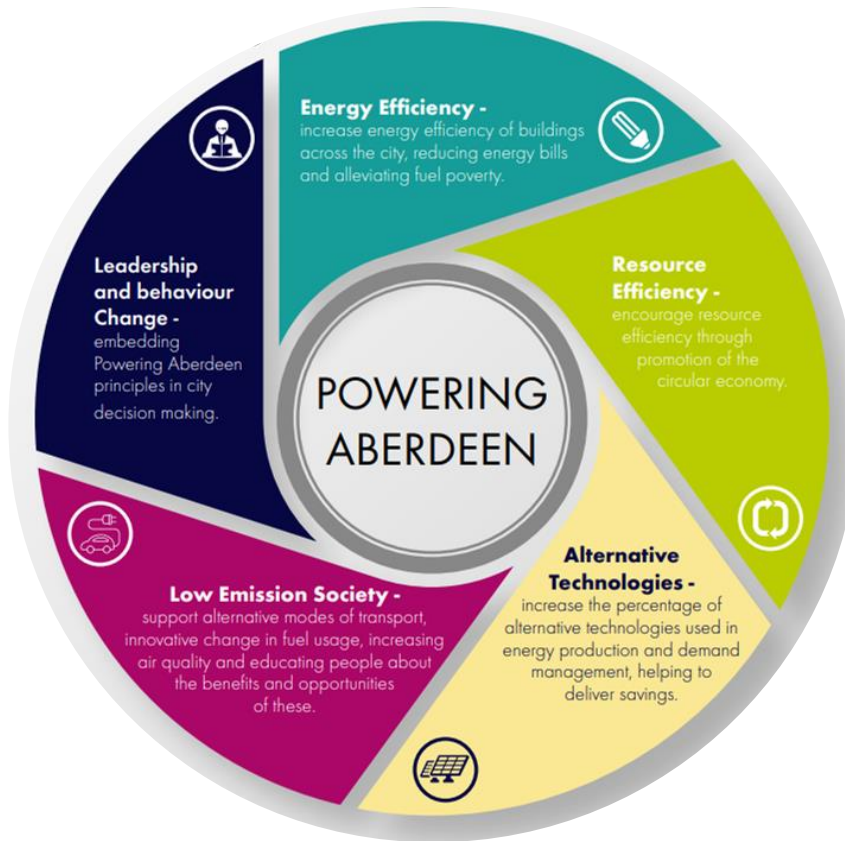 POWERING
ABERDEEN
Energy Efficiency -
increase energy efficiency of buildings
across the city, reducing energy bills
and alleviating fuel poverty.
Resource
Efficiency -
encourage resource
efficiency through
promotion of the
circular economy.
Alternative
Technologies -
increase the percentage of
alternative technologies used in
energy production and demand
management, helping to
deliver savings.
Low Emission Society -
support alternative modes of transport,
innovative change in fuel usage, increasing
air quality and educating people about
the benefits and opportunities
of these.
Leadership
and behaviour
Change -
embedding
Powering Aberdeen
principles in city
decision making.